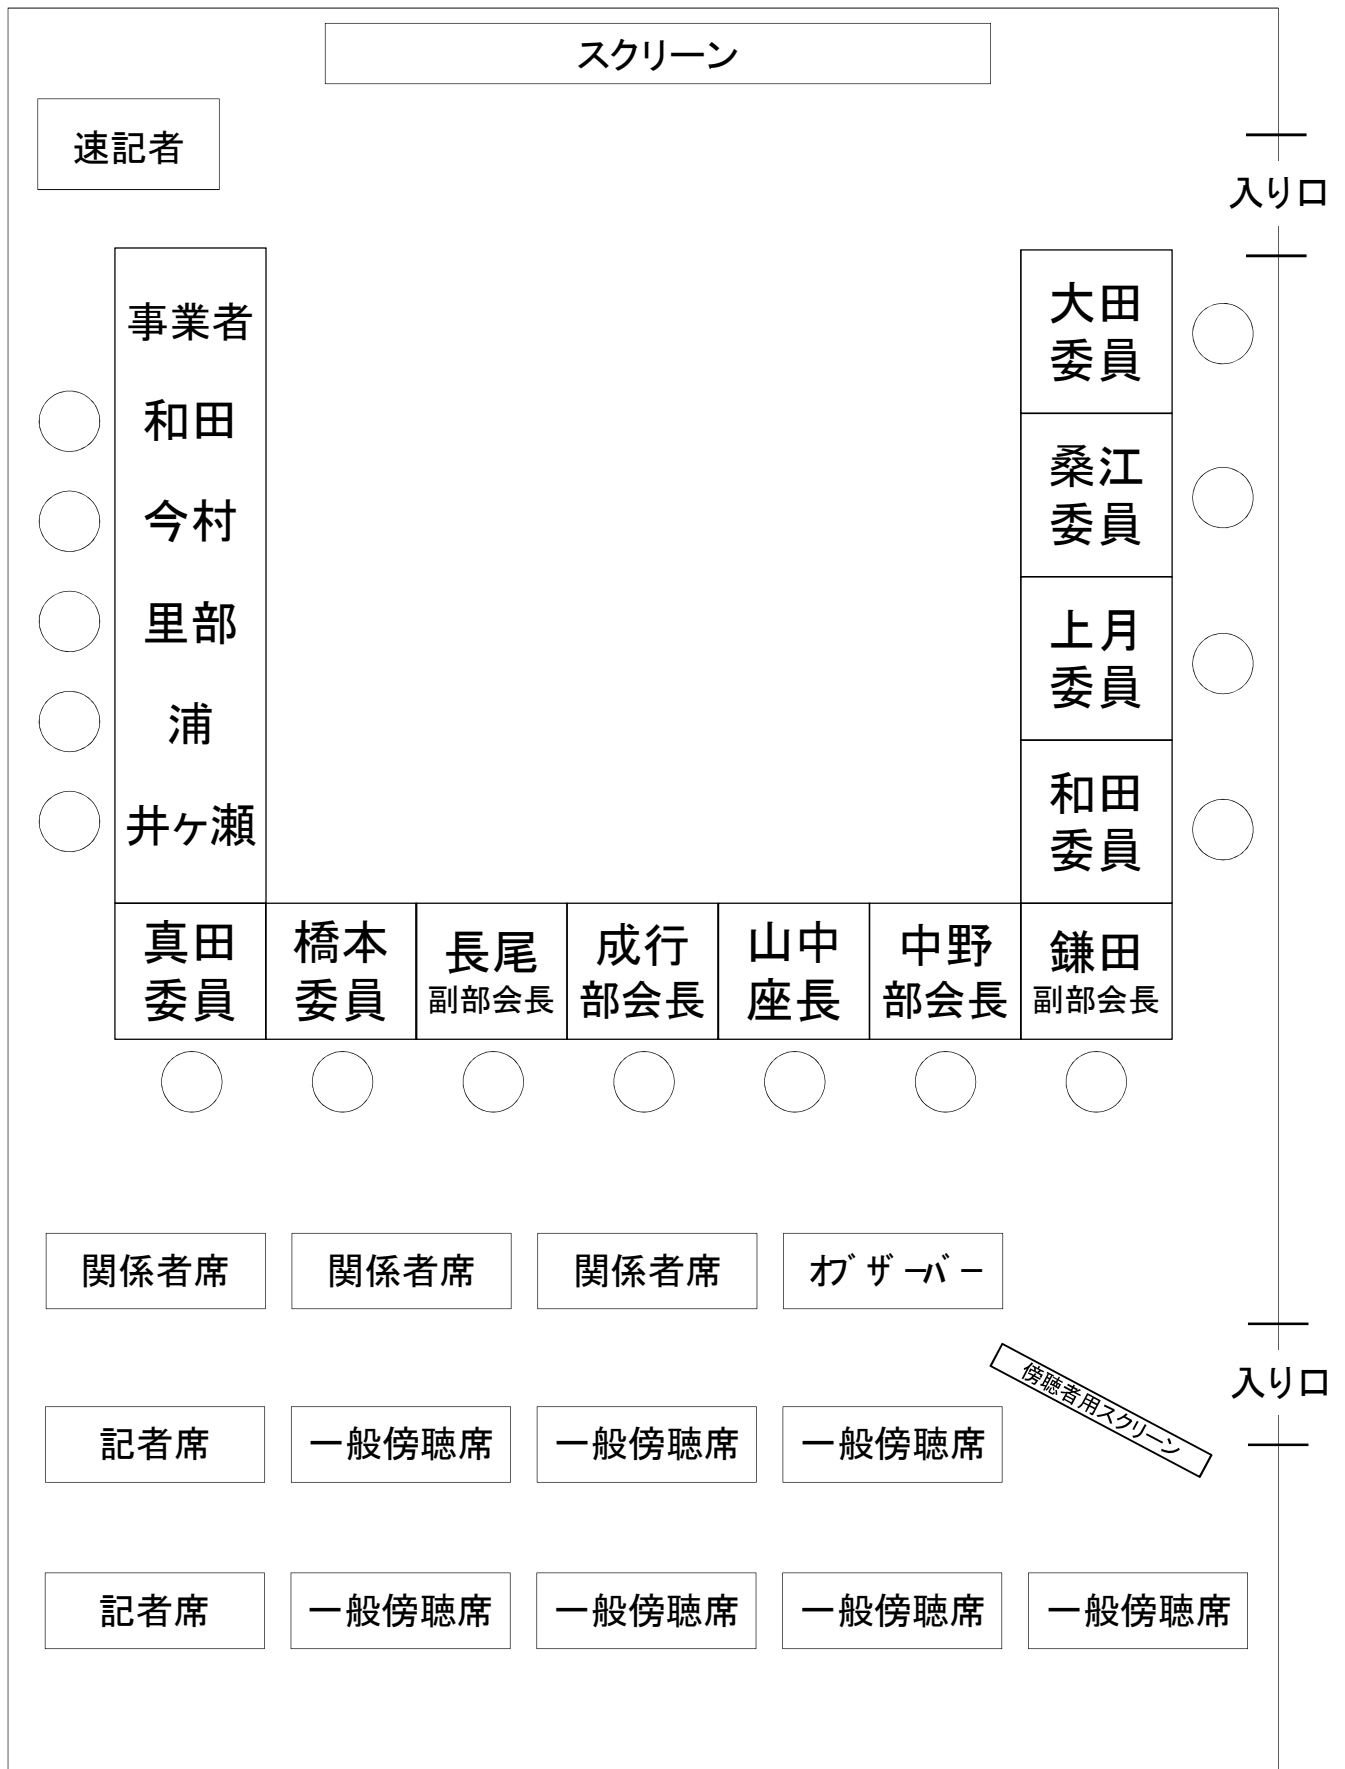 スクリーン
速記者
入り口
事業者
和田
今村
里部
浦
井ヶ瀬
大田
委員
桑江
委員
上月
委員
和田
委員
真田
委員
橋本
委員
長尾
副部会長
成行
部会長
山中
座長
中野
部会長
鎌田
副部会長
関係者席
関係者席
関係者席
ｵﾌﾞｻﾞｰﾊﾞｰ
傍聴者用スクリーン
入り口
記者席
一般傍聴席
一般傍聴席
一般傍聴席
記者席
一般傍聴席
一般傍聴席
一般傍聴席
一般傍聴席